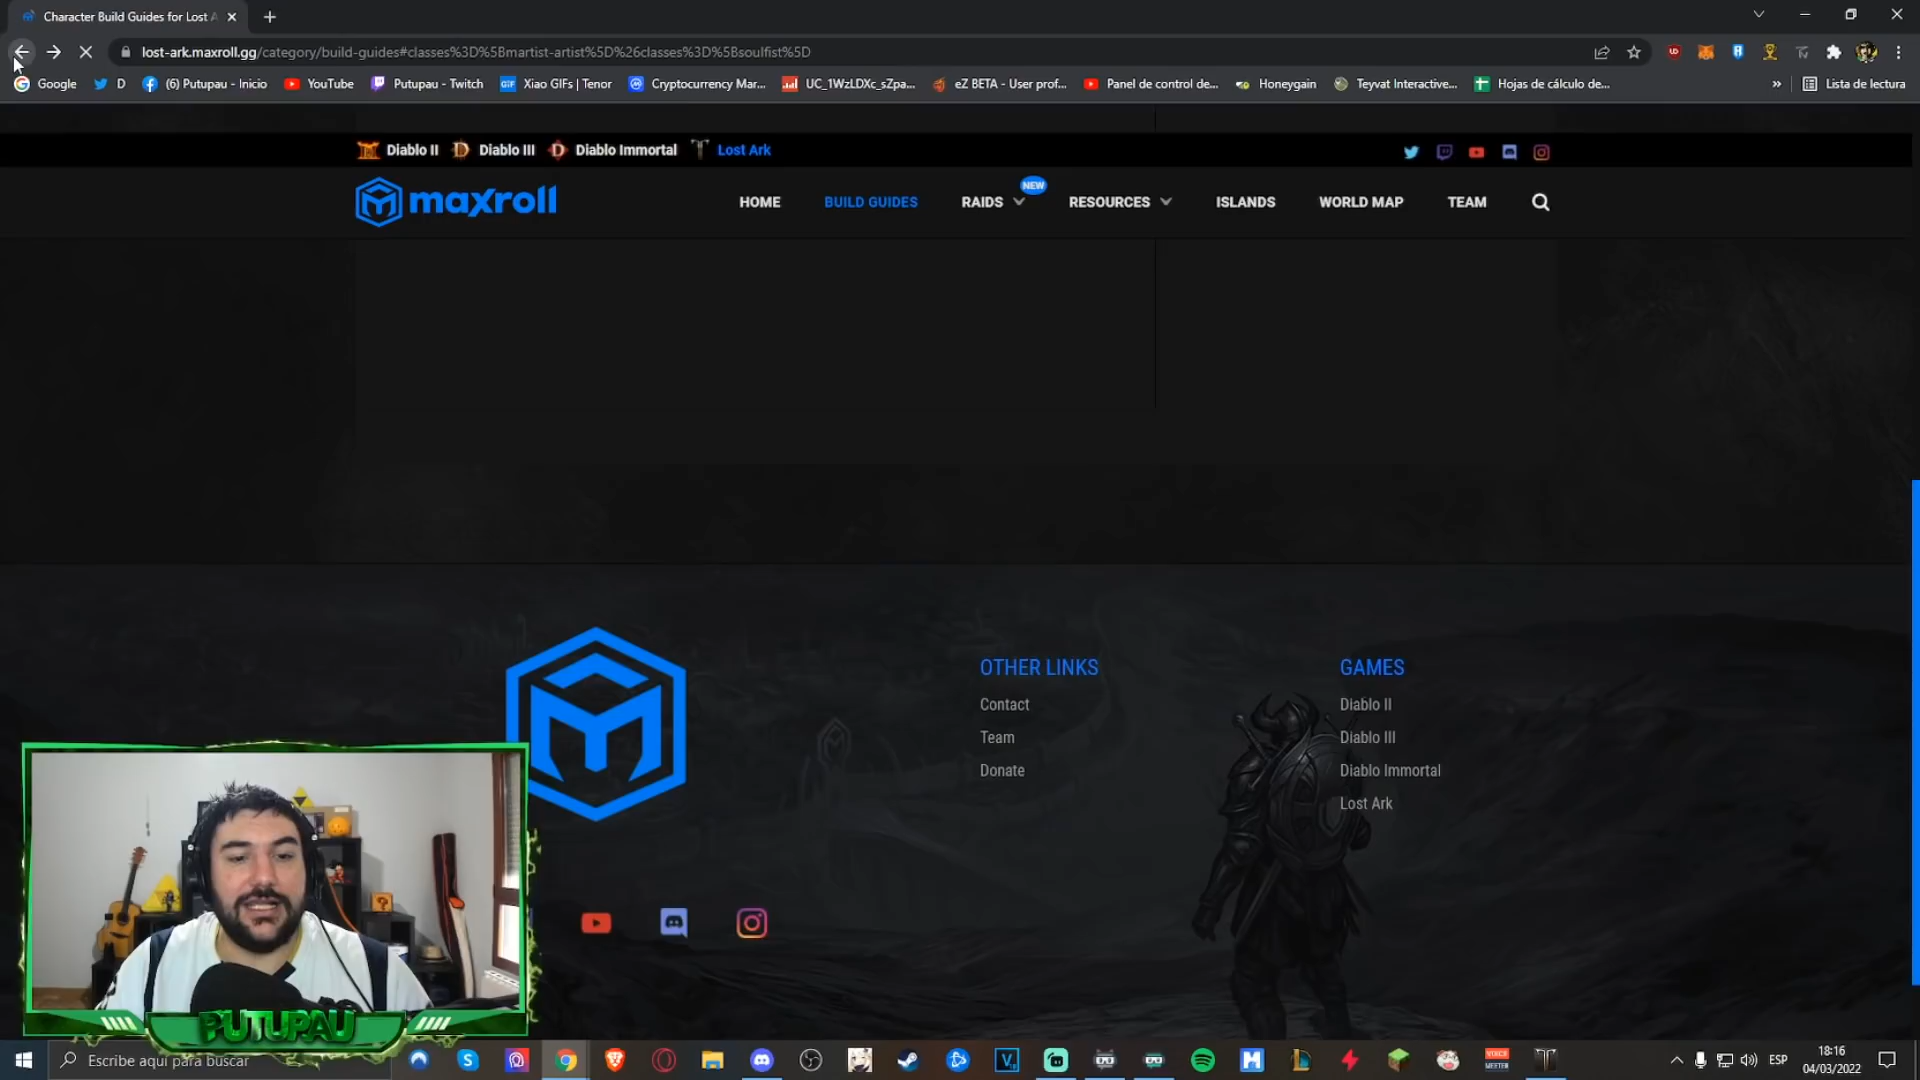 Character Build Guides for Lost A
lost-ark.maxroll.gg/category/build-guides#classes%3D%5Bmartist-artist%5D%26classes%3D%5Bsoulfist%5D
Google D (6) Putupau - Inicio YouTube Putupau - Twitch GIF Xiao GIFs | Tenor Cryptocurrency Mar... UC_1WzLDXc_sZpa... eZ BETA - User prof... Panel de control de... Honeygain Teyvat Interactive... Hojas de cálculo de... » Lista de lectura
Diablo II Diablo III Diablo Immortal Lost Ark
maxroll HOME BUILD GUIDES RAIDS NEW RESOURCES ISLANDS WORLD MAP TEAM
OTHER LINKS
Contact
Team
Donate
GAMES
Diablo II
Diablo III
Diablo Immortal
Lost Ark
PUTUPAU
Escribe aquí para buscar
ESP
18:16
04/03/2022